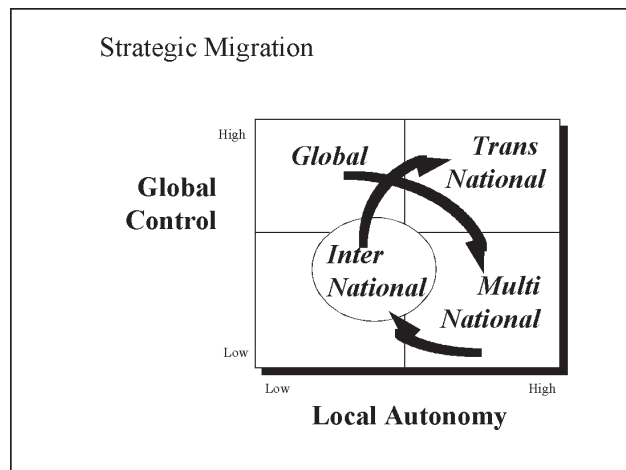 Strategic Migration
High
Global
Trans
National
Global
Control
Inter
National
Multi
National
Low
Low
High
Local Autonomy